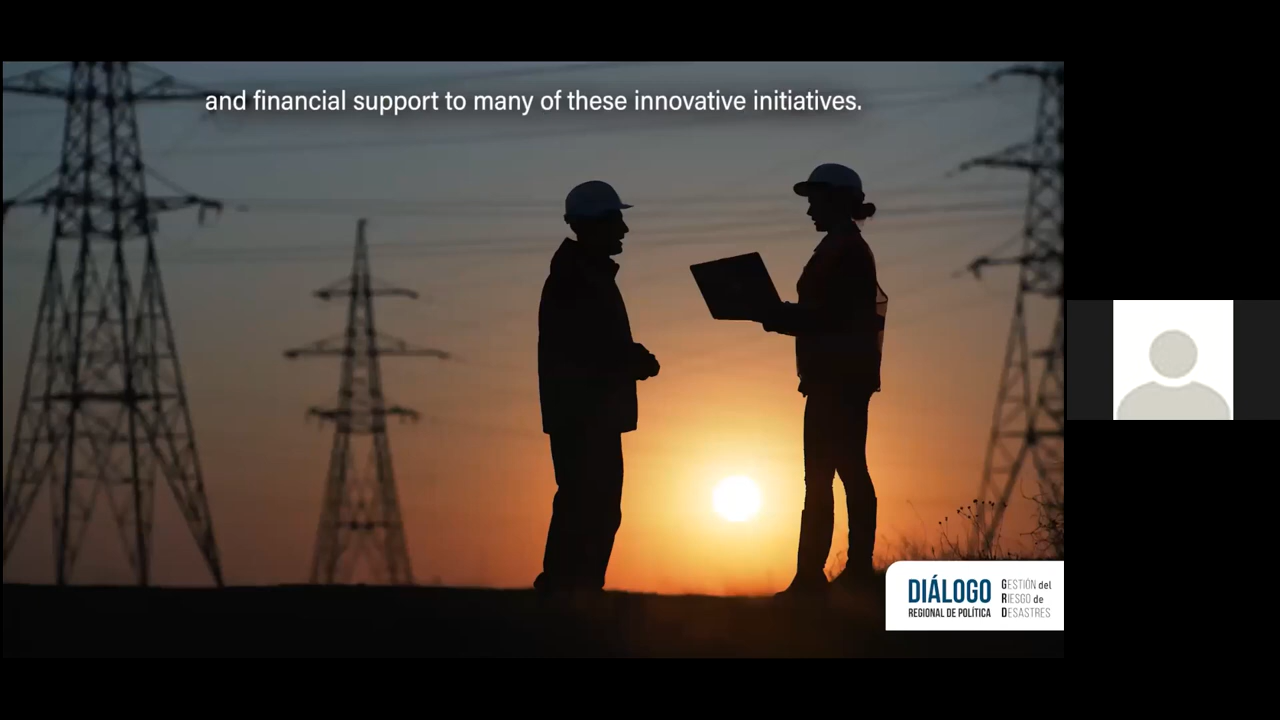 and financial support to many of these innovative initiatives.
DIÁLOGO
REGIONAL DE POLÍTICA
GESTIÓN del
RIESGO de
DESASTRES